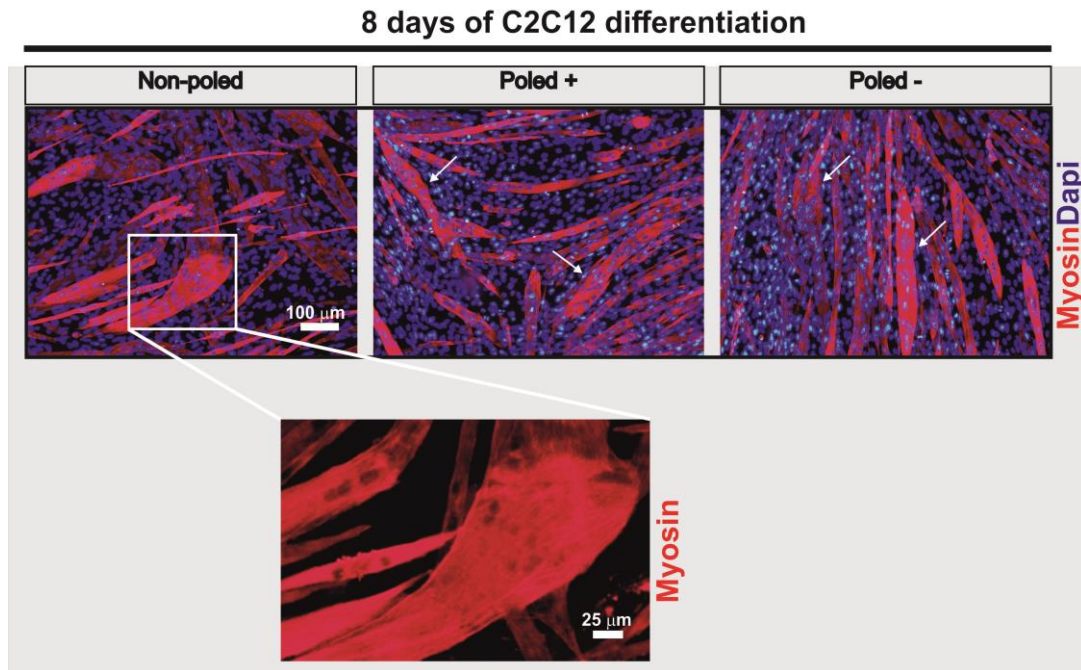 8 days of C2C12 differentiation
Non-poled
Poled +
Poled -
100 μm
MyosinDapi
Myosin
25 μm